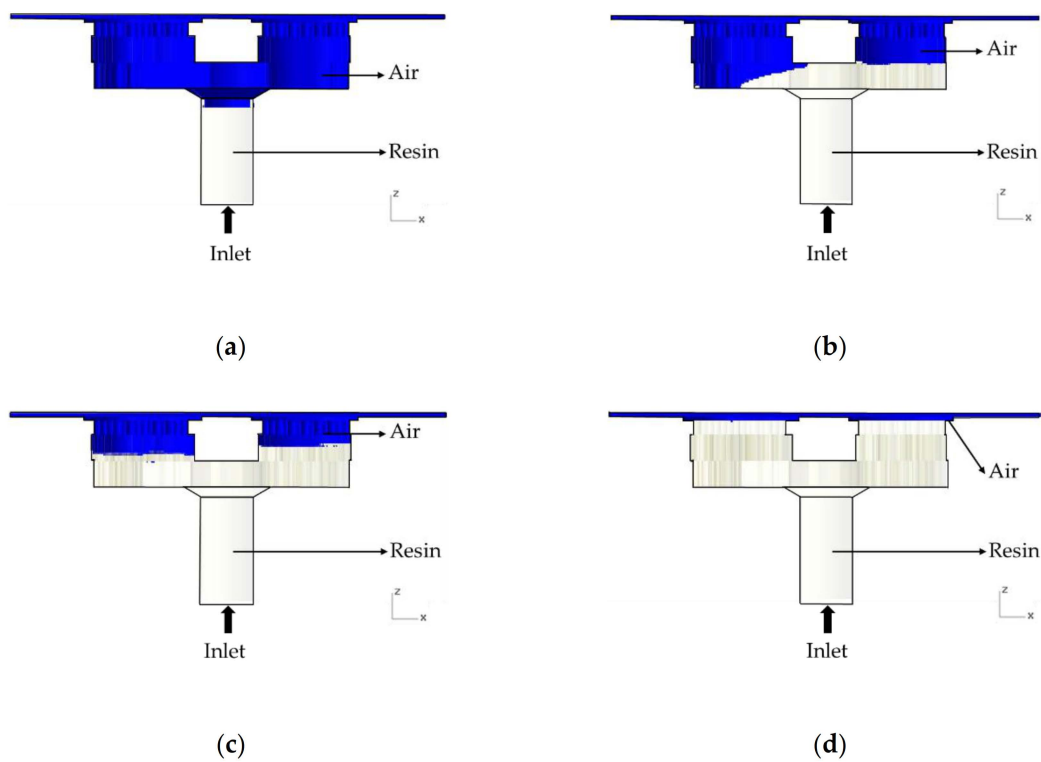 Air
Resin
z
x
Inlet
(a)
Air
Resin
z
x
Inlet
(b)
Air
Resin
z
x
Inlet
(c)
Air
Resin
z
x
Inlet
(d)